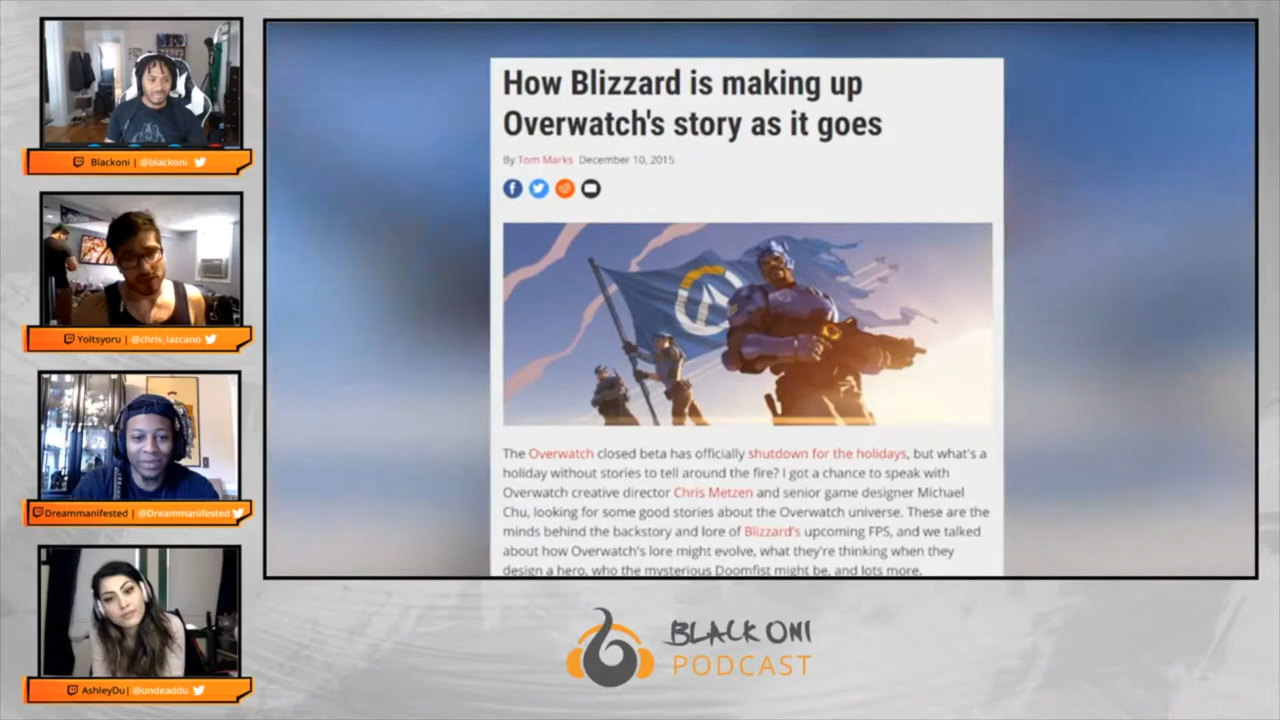 Blackoni | @blackoni
Yoitsyoru | @chris_lazcano
Dreammanifested | @Dreammanifested
AshleyDu| @undeaddu
How Blizzard is making up
Overwatch's story as it goes
By Tom Marks December 10, 2015
The Overwatch closed beta has officially shutdown for the holidays, but what's a
holiday without stories to tell around the fire? I got a chance to speak with
Overwatch creative director Chris Metzen and senior game designer Michael
Chu, looking for some good stories about the Overwatch universe. These are the
minds behind the backstory and lore of Blizzard's upcoming FPS, and we talked
about how Overwatch's lore might evolve, what they're thinking when they
design a hero, who the mysterious Doomfist might be, and lots more.
BLACK ONI
PODCAST